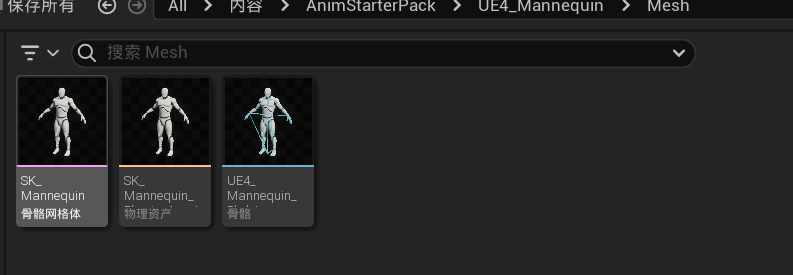 保存所有 All 内容 AnimStarterPack UE4_Mannequin Mesh
搜索 Mesh
SK_
Mannequin
骨骼网格体
SK_
Mannequin_
物理资产
UE4_
Mannequin_
骨骼